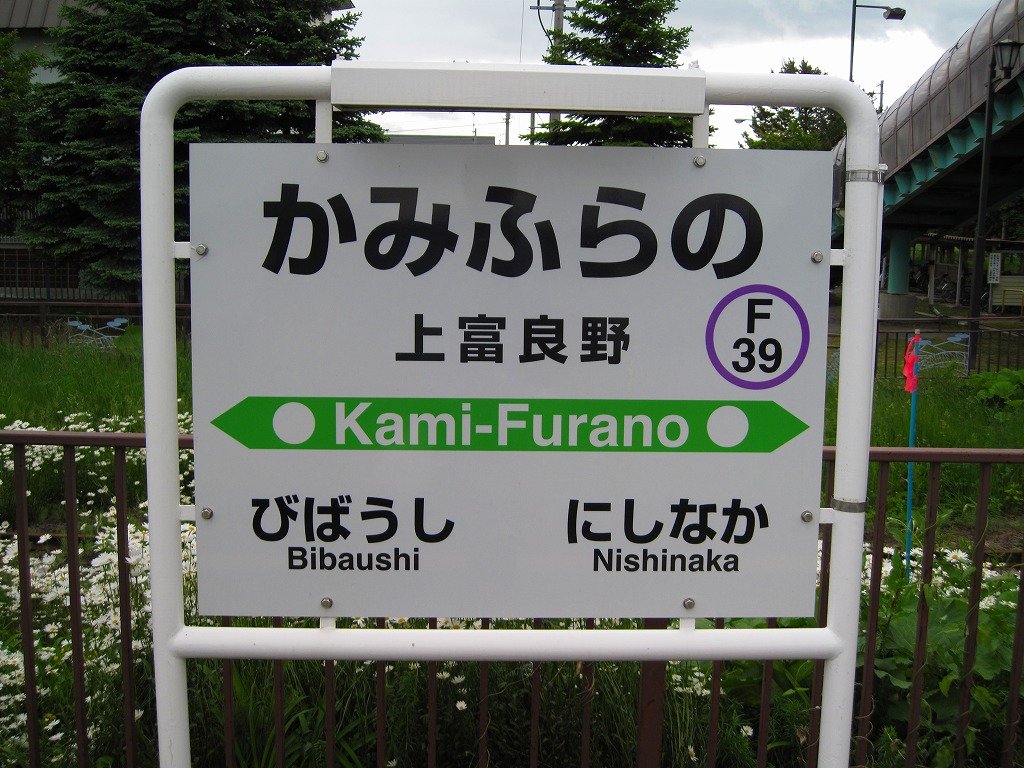 かみふらの
上富良野
F
39
Kami-Furano
びばうし
Bibaushi
にしなか
Nishinaka